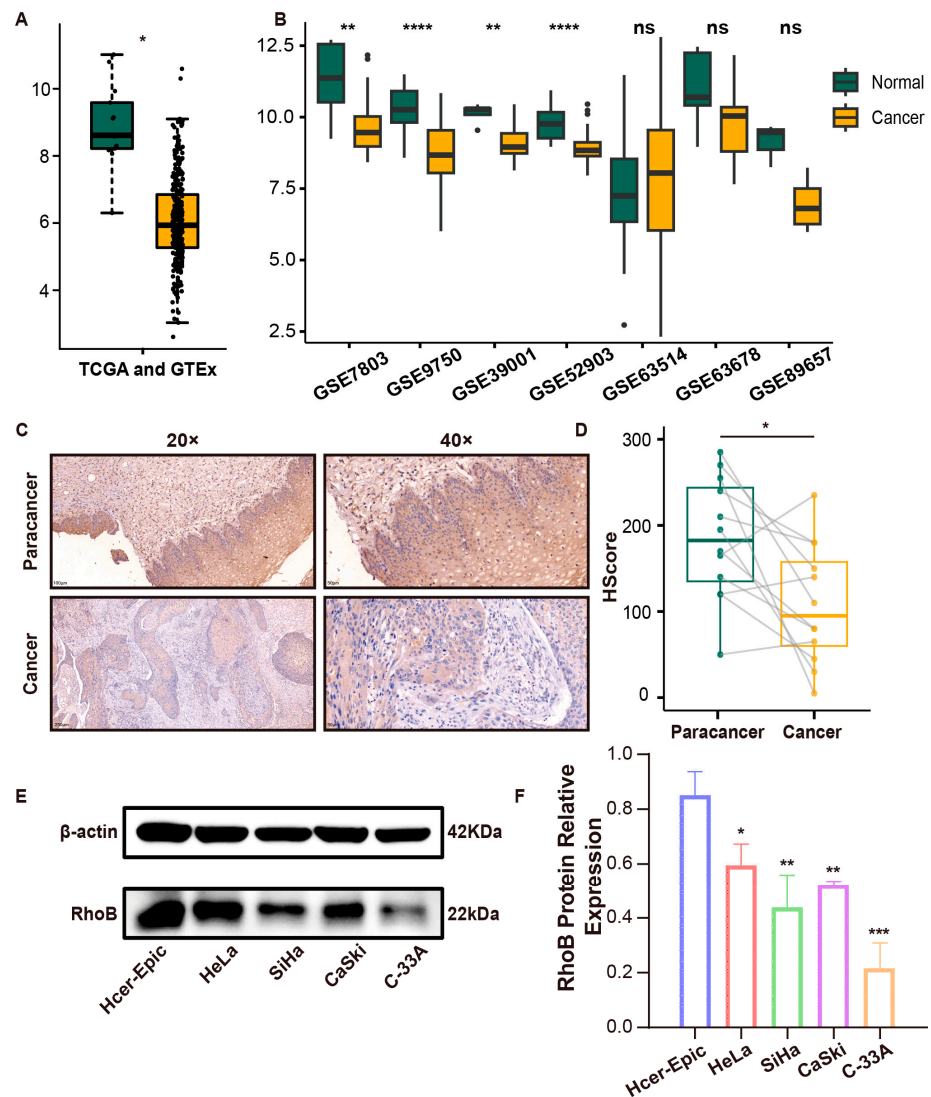 A
*
10
8
6
4
TCGA and GTEx
B
** **** ** **** ns ns ns
12.5
10.0
7.5
5.0
2.5
GSE7803
GSE9750
GSE39001
GSE52903
GSE63514
GSE63678
GSE89657
Normal
Cancer
C
20× 40×
Paracancer
Cancer
100μm
50μm
D
*
HScore
300
200
100
0
Paracancer Cancer
E
β-actin 42KDa
RhoB 22kDa
Hcer-Epic
HeLa
SiHa
CaSki
C-33A
F
RhoB Protein Relative
Expression
1.0
0.8
0.6
0.4
0.2
0.0
*
**
**
***
Hcer-Epic
HeLa
SiHa
CaSki
C-33A